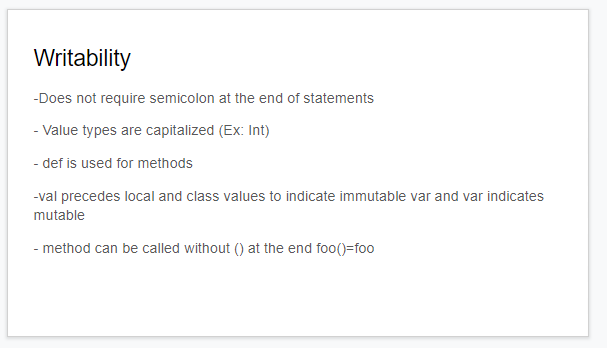 Writability
-Does not require semicolon at the end of statements
- Value types are capitalized (Ex: Int)
- def is used for methods
-val precedes local and class values to indicate immutable var and var indicates
mutable
- method can be called without () at the end foo()=foo